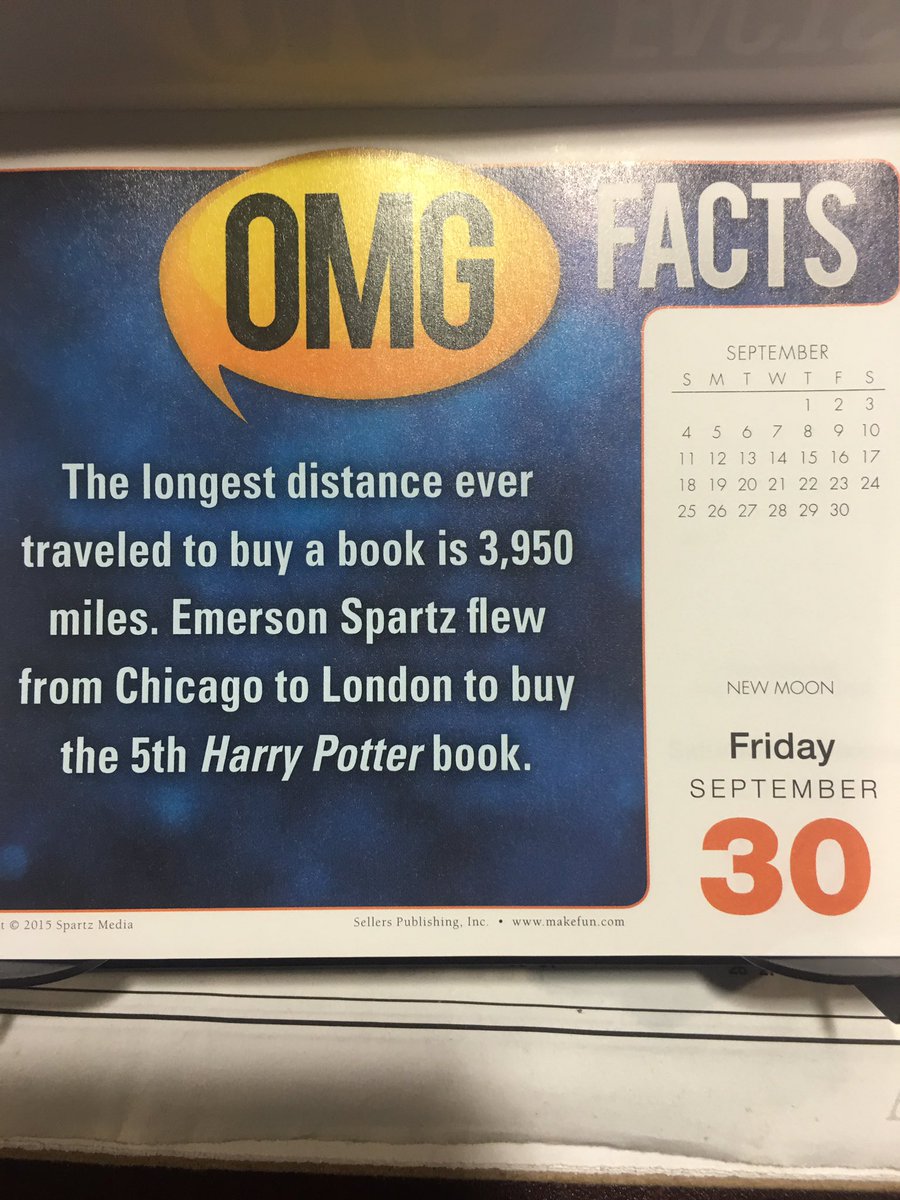 OMG FACTS
The longest distance ever
traveled to buy a book is 3,950
miles. Emerson Spartz flew
from Chicago to London to buy
the 5th Harry Potter book.
SEPTEMBER
S M T W T F S
1 2 3
4 5 6 7 8 9 10
11 12 13 14 15 16 17
18 19 20 21 22 23 24
25 26 27 28 29 30
NEW MOON
Friday
SEPTEMBER
30
t © 2015 Spartz Media
Sellers Publishing, Inc. • www.makefun.com